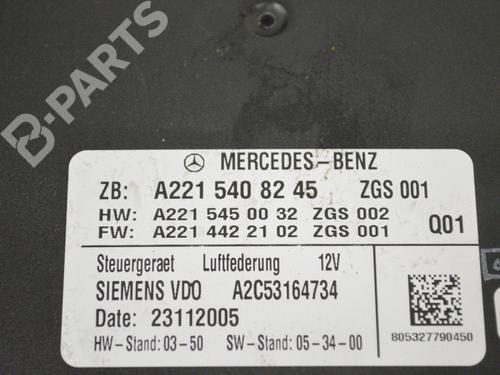 B-PARTS
B-PARTS
MERCEDES-BENZ
ZB: A221 540 82 45 ZGS 001
HW: A221 545 00 32 ZGS 002
FW: A221 442 21 02 ZGS 001 Q01
Steuergeraet Luftfederung 12V
SIEMENS VDO A2C53164734
Date: 23112005
805327790450
HW-Stand: 03-50 SW-Stand: 05-34-00